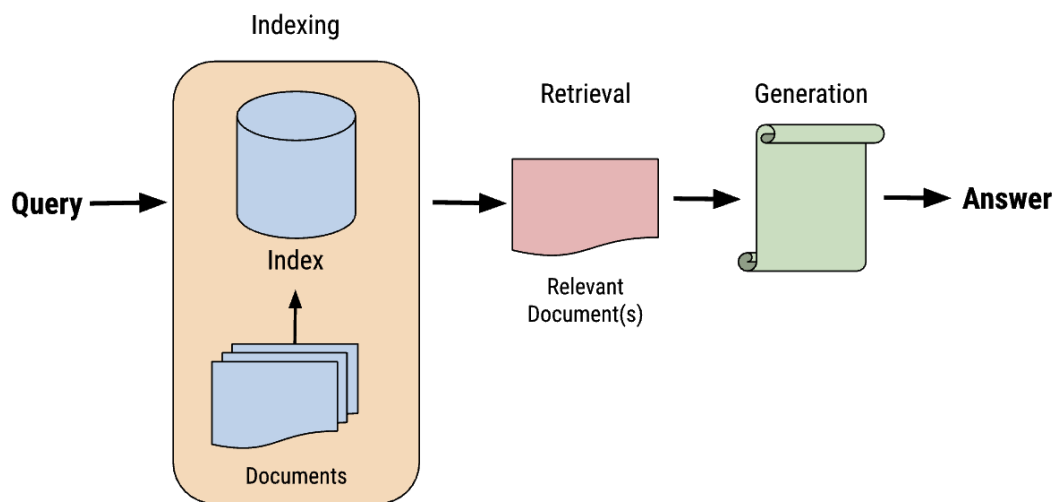 Indexing
Retrieval
Generation
Query
Answer
Index
Relevant
Document(s)
Documents